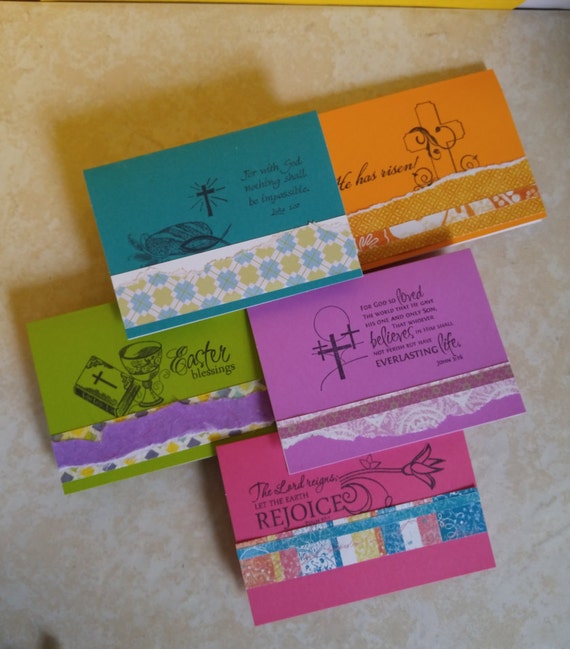 For with God
nothing shall
be impossible.
He has risen!
Easter
blessings
For God so loved
the world that he gave
his one and only Son,
that whoever
believes in Him shall
not perish but have
everlasting life.
John 3:16
The Lord reigns,
let the earth
REJOICE